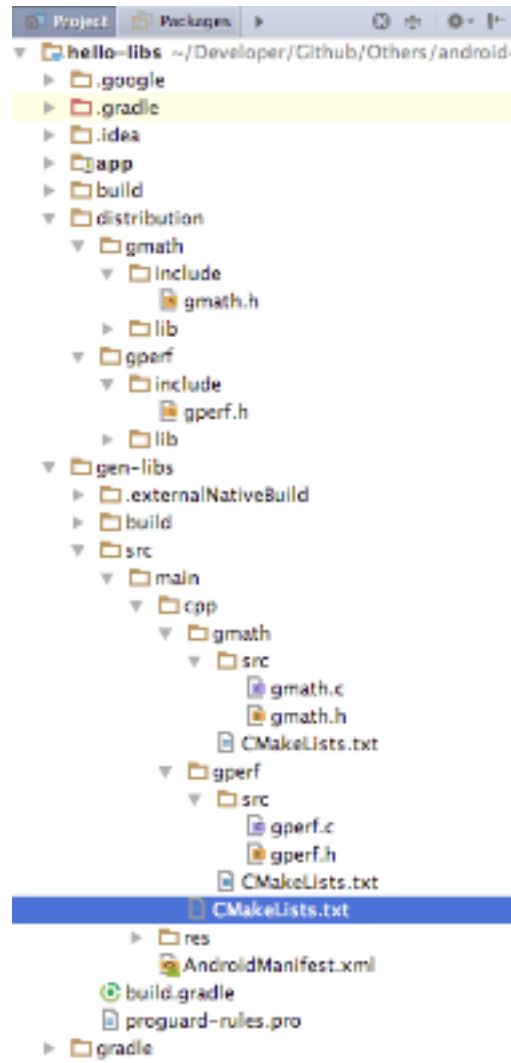 Project Packages
hello-libs ~/Developer/Github/Others/android-
.google
.gradle
.idea
app
build
distribution
gmath
include
gmath.h
lib
gperf
include
gperf.h
lib
gen-libs
.externalNativeBuild
build
src
main
cpp
gmath
src
gmath.c
gmath.h
CMakeLists.txt
gperf
src
gperf.c
gperf.h
CMakeLists.txt
CMakeLists.txt
res
AndroidManifest.xml
build.gradle
proguard-rules.pro
gradle